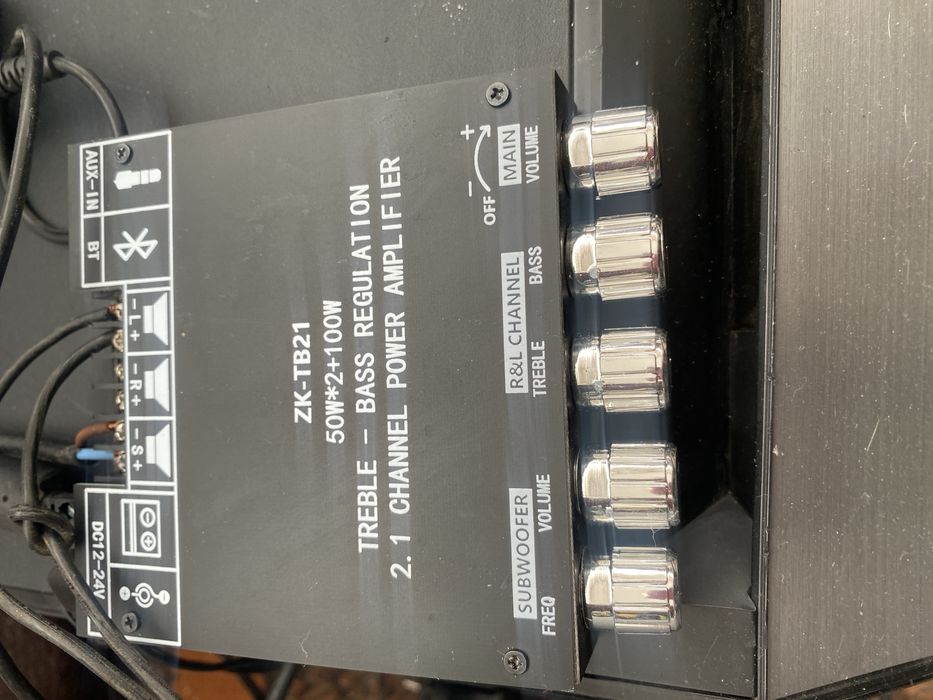 AUX-IN
BT
- L +
- R +
- S +
DC12-24V
ZK-TB21
50W*2+100W
TREBLE - BASS REGULATION
2.1 CHANNEL POWER AMPLIFIER
SUBWOOFER
FREQ
VOLUME
R&L CHANNEL
TREBLE
BASS
OFF - +
MAIN
VOLUME